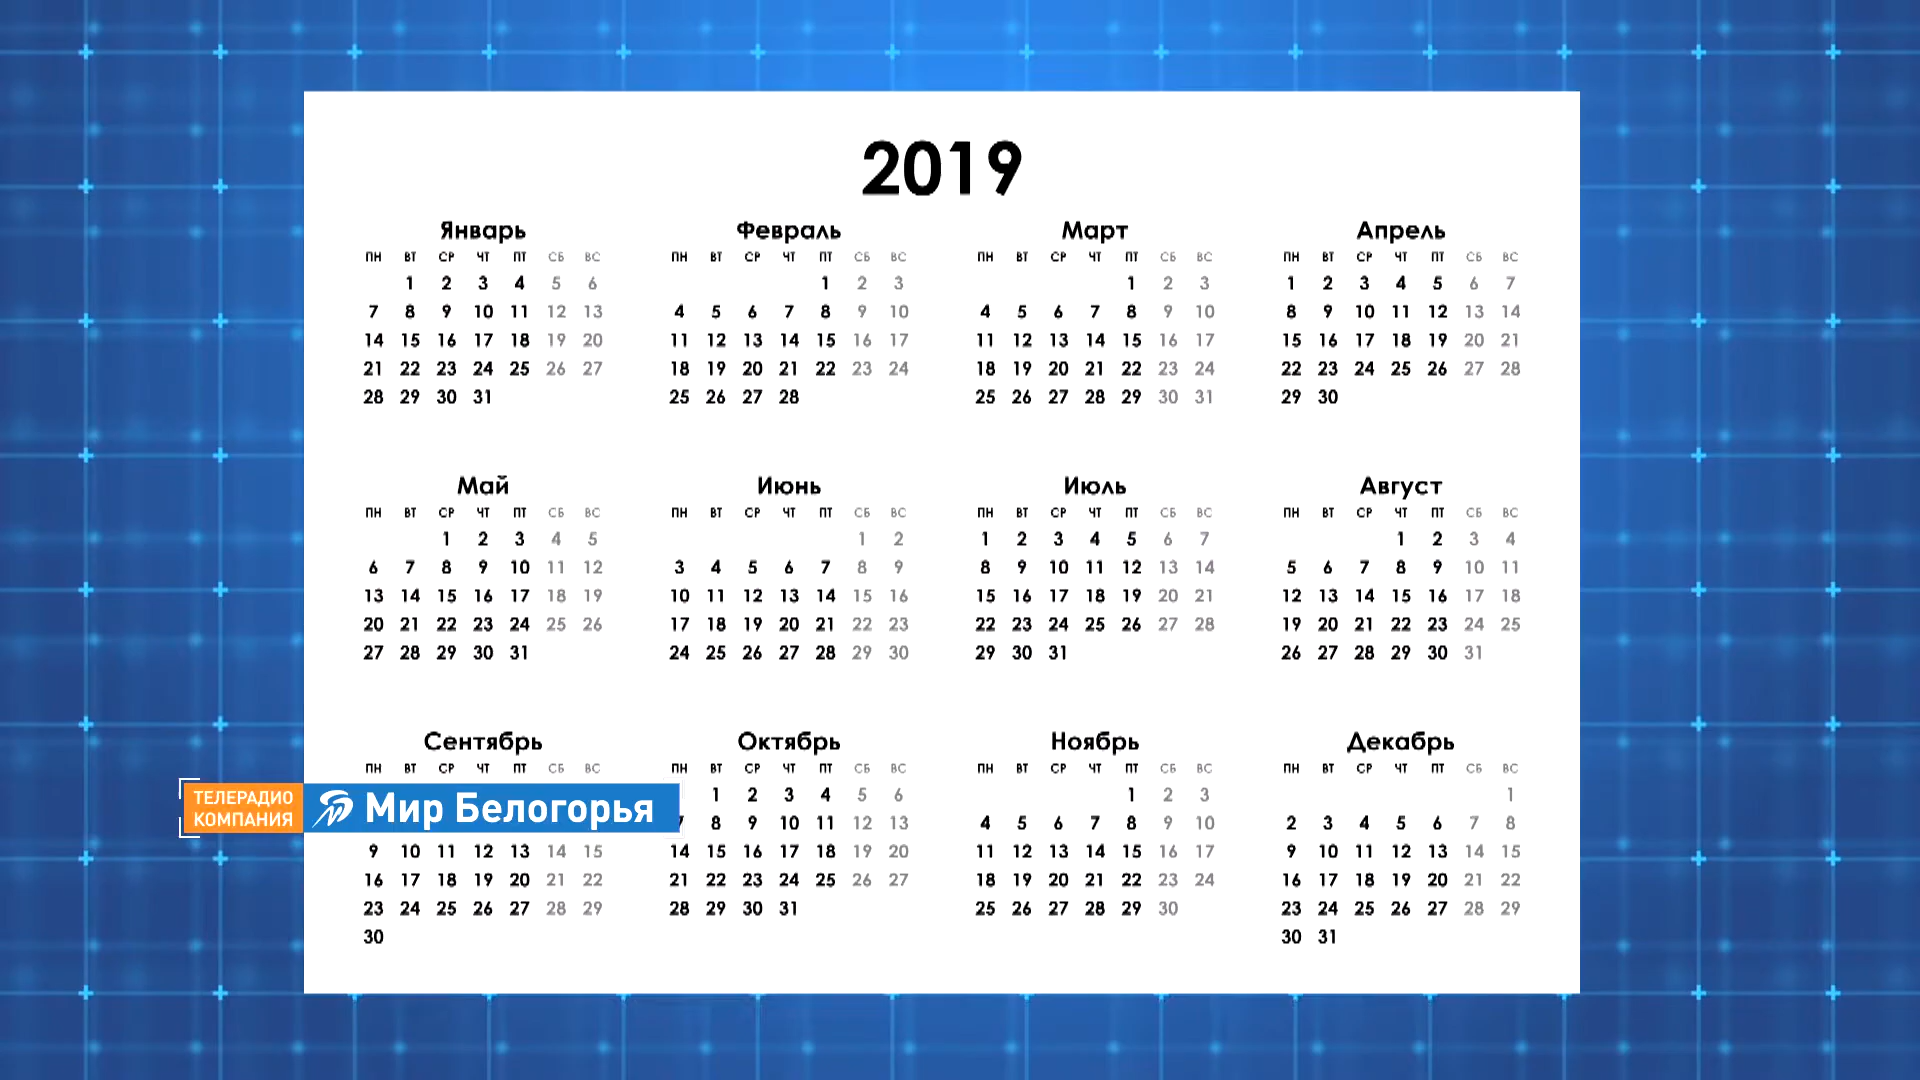 2019
Январь Февраль Март Апрель
ПН ВТ СР ЧТ ПТ СБ ВС ПН ВТ СР ЧТ ПТ СБ ВС ПН ВТ СР ЧТ ПТ СБ ВС ПН ВТ СР ЧТ ПТ СБ ВС
1 2 3 4 5 6 1 2 3 1 2 3 1 2 3 4 5 6 7
7 8 9 10 11 12 13 4 5 6 7 8 9 10 4 5 6 7 8 9 10 8 9 10 11 12 13 14
14 15 16 17 18 19 20 11 12 13 14 15 16 17 11 12 13 14 15 16 17 15 16 17 18 19 20 21
21 22 23 24 25 26 27 18 19 20 21 22 23 24 18 19 20 21 22 23 24 22 23 24 25 26 27 28
28 29 30 31 25 26 27 28 25 26 27 28 29 30 31 29 30
Май Июнь Июль Август
ПН ВТ СР ЧТ ПТ СБ ВС ПН ВТ СР ЧТ ПТ СБ ВС ПН ВТ СР ЧТ ПТ СБ ВС ПН ВТ СР ЧТ ПТ СБ ВС
1 2 3 4 5 1 2 1 2 3 4 5 6 7 1 2 3 4
6 7 8 9 10 11 12 3 4 5 6 7 8 9 8 9 10 11 12 13 14 5 6 7 8 9 10 11
13 14 15 16 17 18 19 10 11 12 13 14 15 16 15 16 17 18 19 20 21 12 13 14 15 16 17 18
20 21 22 23 24 25 26 17 18 19 20 21 22 23 22 23 24 25 26 27 28 19 20 21 22 23 24 25
27 28 29 30 31 24 25 26 27 28 29 30 29 30 31 26 27 28 29 30 31
Сентябрь Октябрь Ноябрь Декабрь
ПН ВТ СР ЧТ ПТ СБ ВС ПН ВТ СР ЧТ ПТ СБ ВС ПН ВТ СР ЧТ ПТ СБ ВС ПН ВТ СР ЧТ ПТ СБ ВС
1 2 3 4 5 6 1 2 3 1
8 9 10 11 12 13 4 5 6 7 8 9 10 2 3 4 5 6 7 8
9 10 11 12 13 14 15 14 15 16 17 18 19 20 11 12 13 14 15 16 17 9 10 11 12 13 14 15
16 17 18 19 20 21 22 21 22 23 24 25 26 27 18 19 20 21 22 23 24 16 17 18 19 20 21 22
23 24 25 26 27 28 29 28 29 30 31 25 26 27 28 29 30 23 24 25 26 27 28 29
30 30 31
ТЕЛЕРАДИО
КОМПАНИЯ
Мир Белогорья